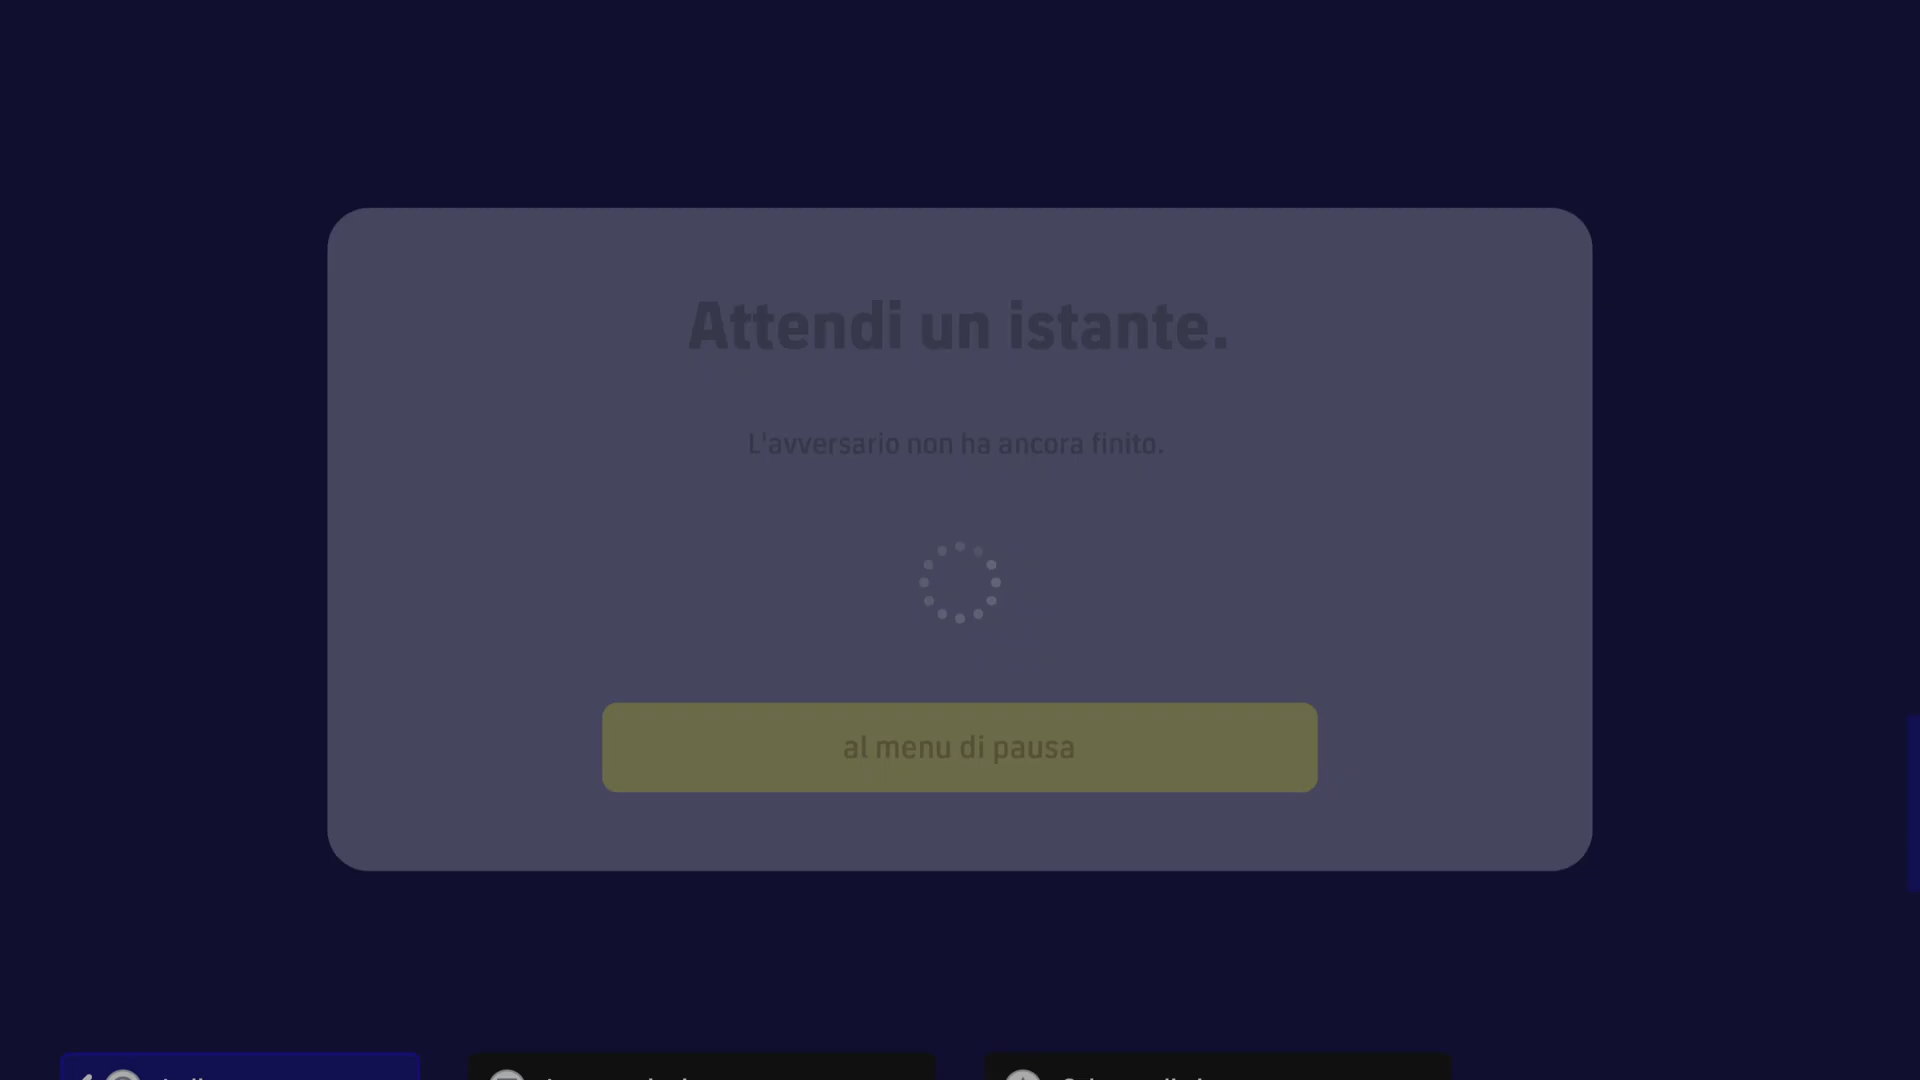 Attendi un istante.
L'avversario non ha ancora finito.
al menu di pausa